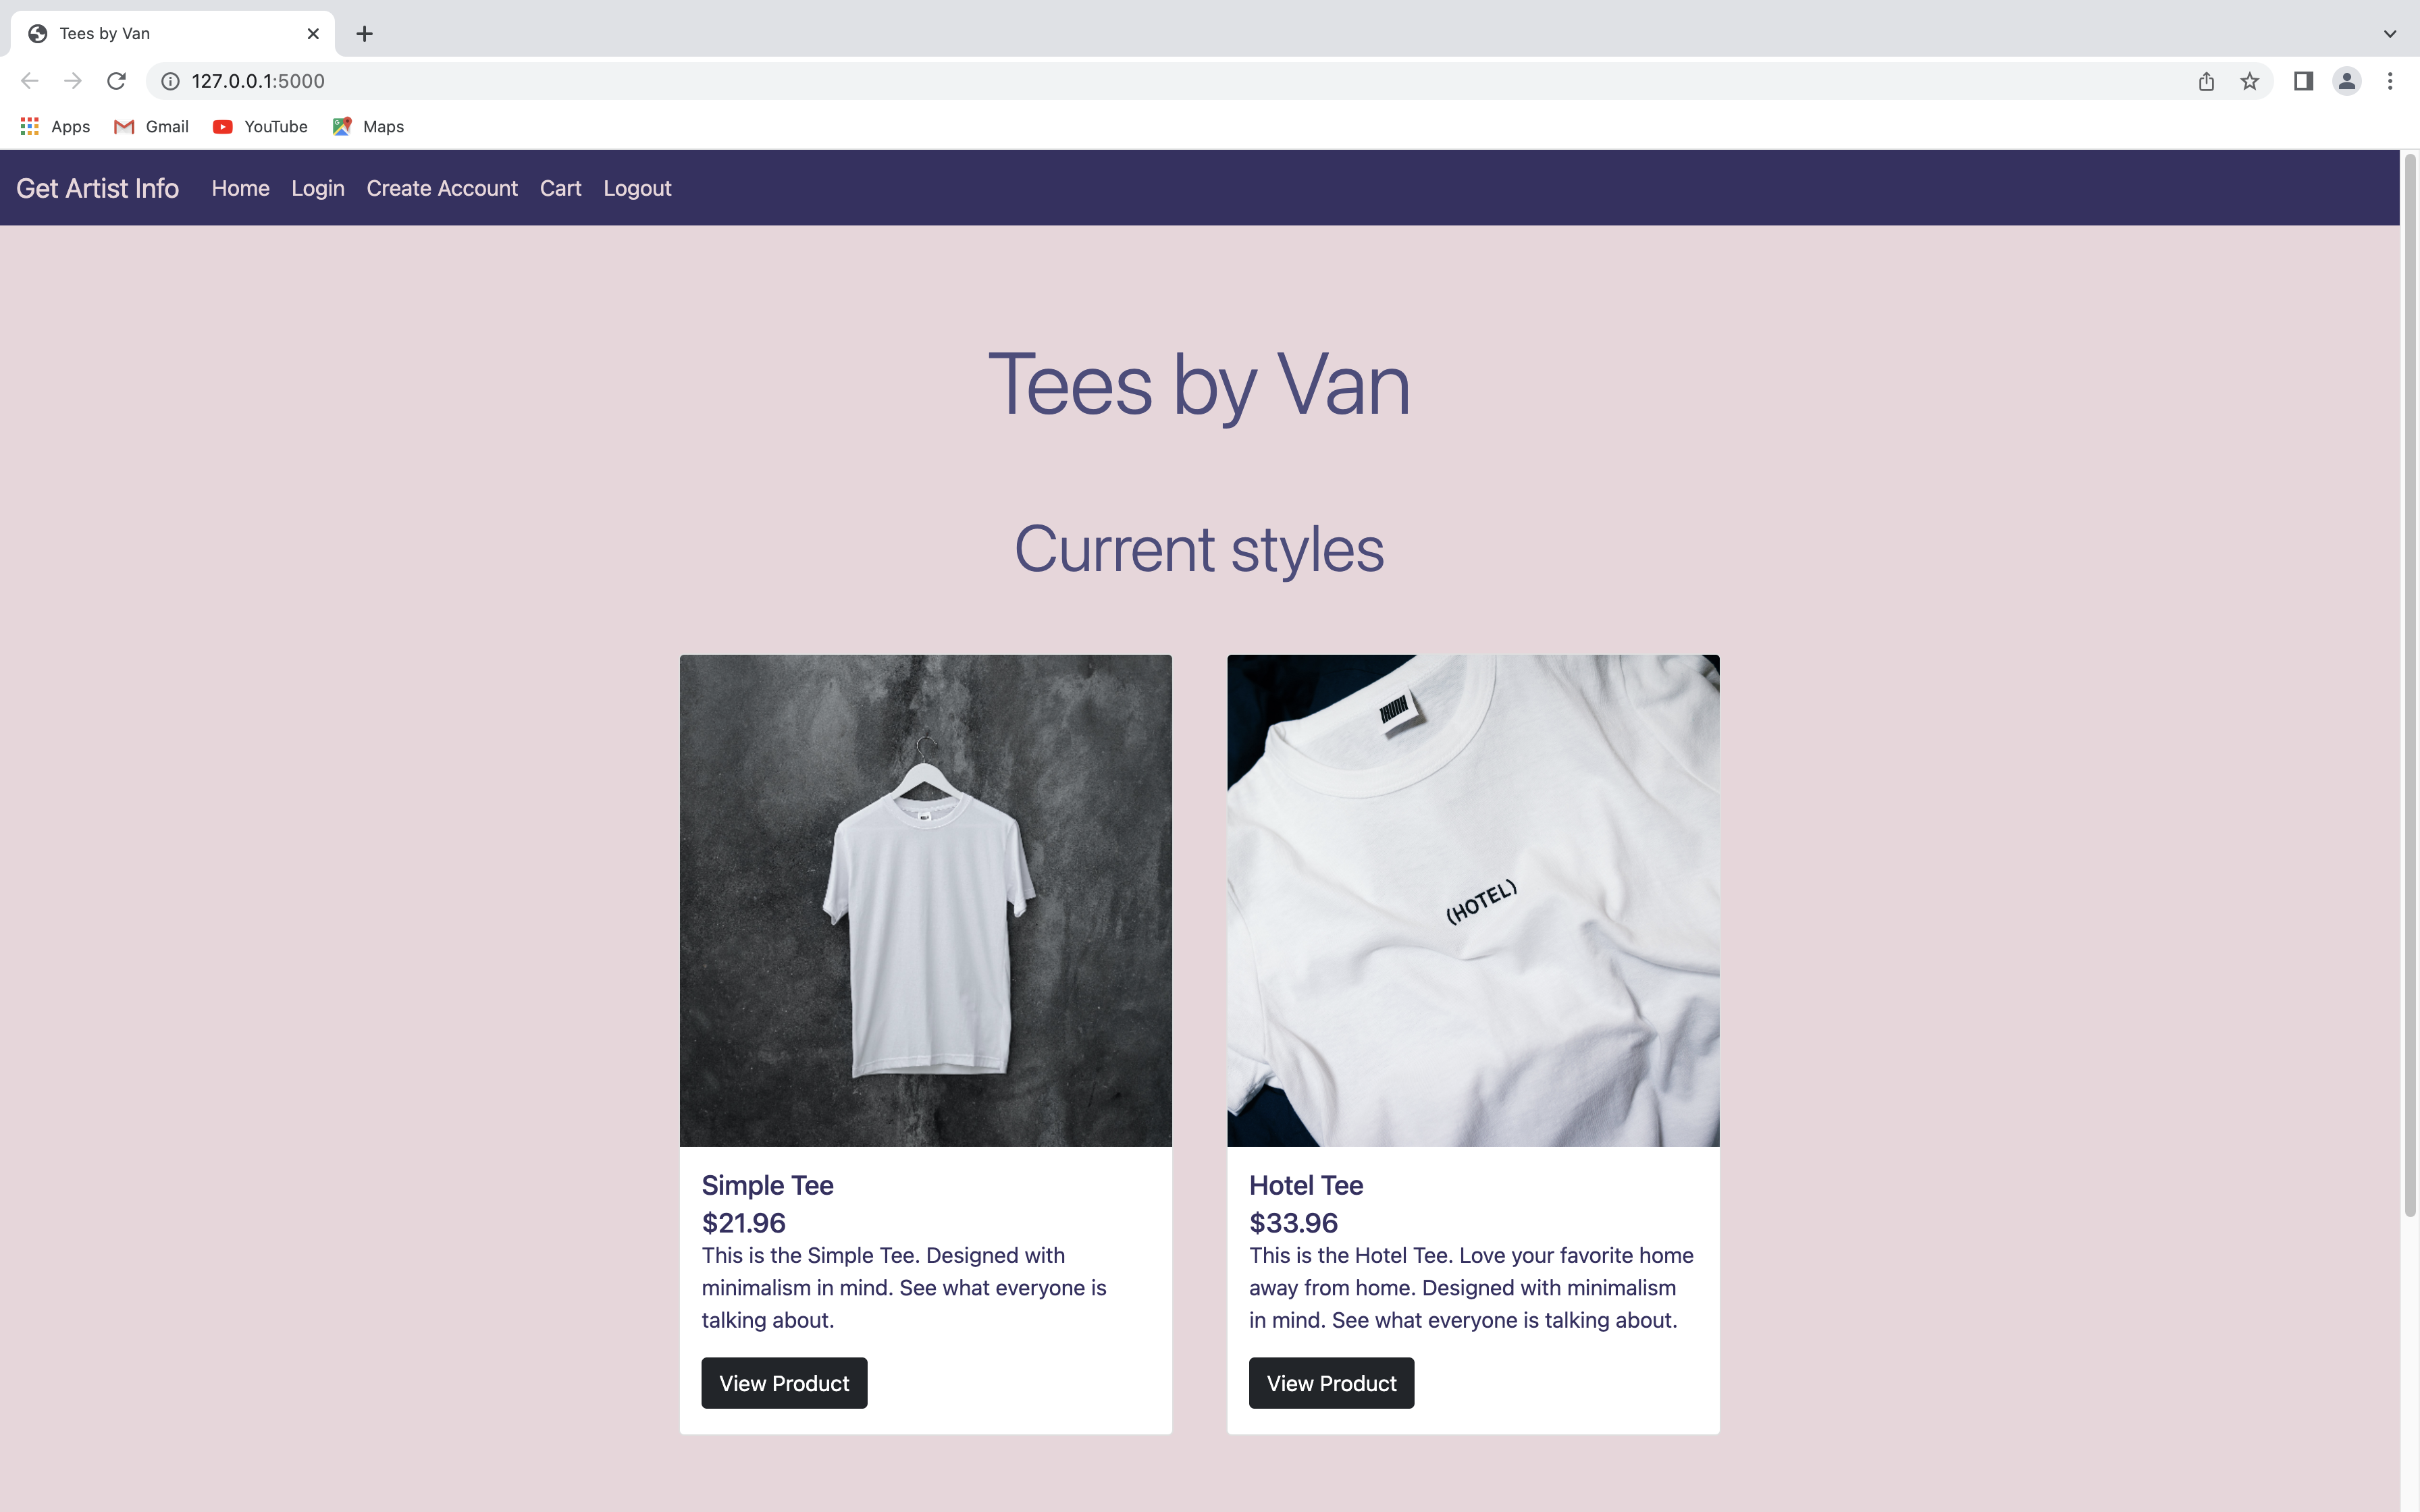 Tees by Van
127.0.0.1:5000
Apps Gmail YouTube Maps
Get Artist Info Home Login Create Account Cart Logout
Tees by Van
Current styles
(HOTEL)
Simple Tee
$21.96
This is the Simple Tee. Designed with
minimalism in mind. See what everyone is
talking about.
View Product
Hotel Tee
$33.96
This is the Hotel Tee. Love your favorite home
away from home. Designed with minimalism
in mind. See what everyone is talking about.
View Product